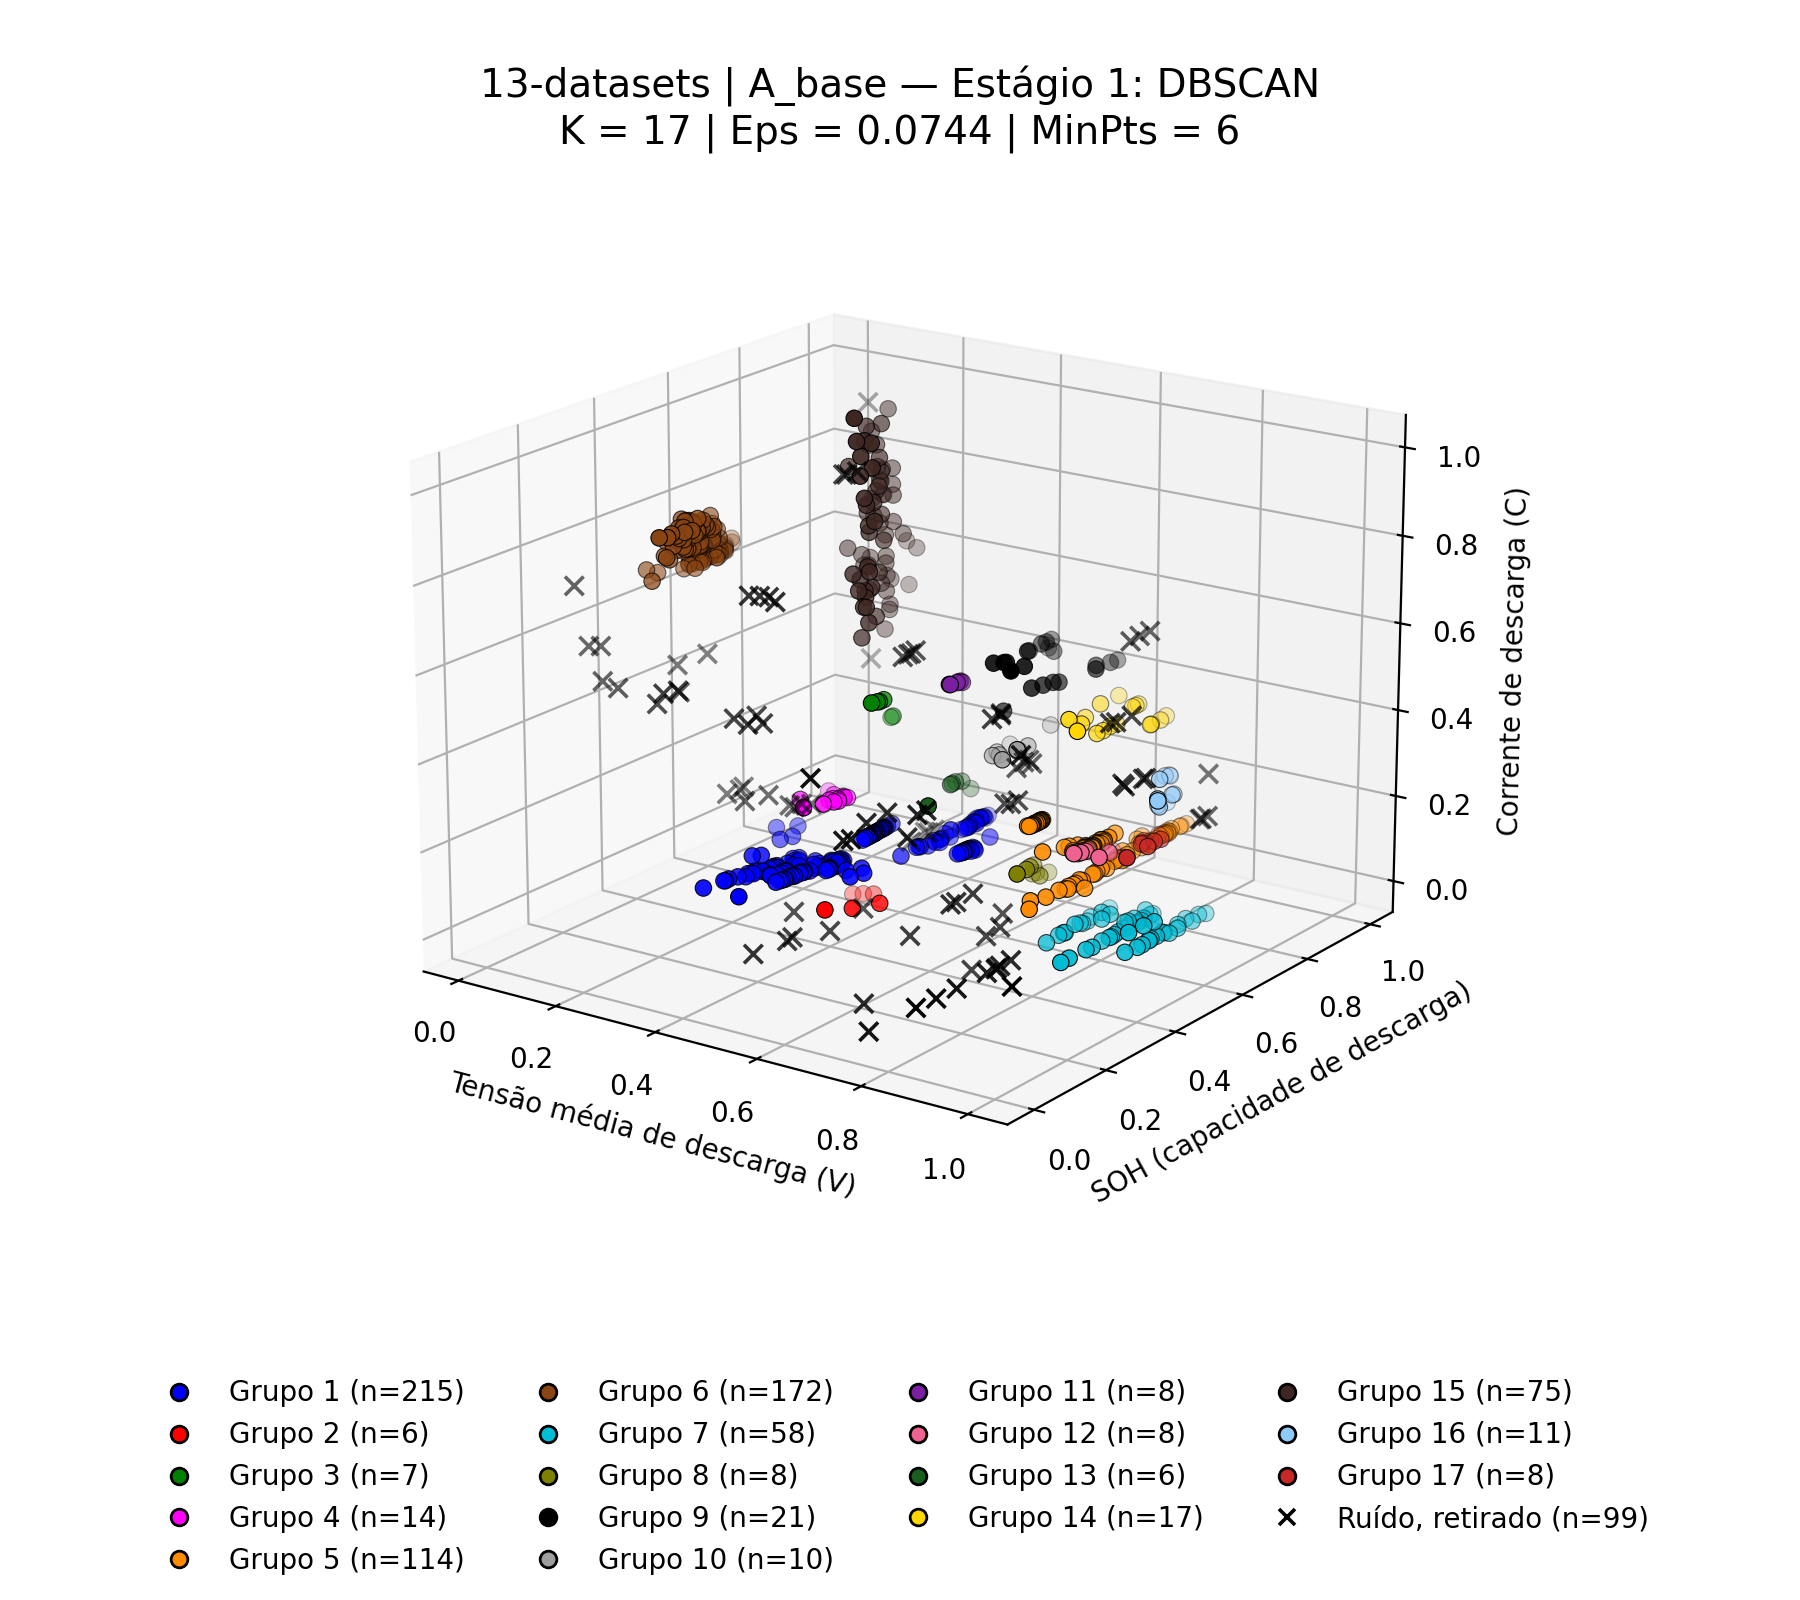 13-datasets | A_base — Estágio 1: DBSCAN
K = 17 | Eps = 0.0744 | MinPts = 6
1.0
0.8
0.6
0.4
0.2
0.0
Corrente de descarga (C)
0.0
0.2
0.4
0.6
0.8
1.0
Tensão média de descarga (V)
0.0
0.2
0.4
0.6
0.8
1.0
SOH (capacidade de descarga)
Grupo 1 (n=215)
Grupo 2 (n=6)
Grupo 3 (n=7)
Grupo 4 (n=14)
Grupo 5 (n=114)
Grupo 6 (n=172)
Grupo 7 (n=58)
Grupo 8 (n=8)
Grupo 9 (n=21)
Grupo 10 (n=10)
Grupo 11 (n=8)
Grupo 12 (n=8)
Grupo 13 (n=6)
Grupo 14 (n=17)
Grupo 15 (n=75)
Grupo 16 (n=11)
Grupo 17 (n=8)
Ruído, retirado (n=99)